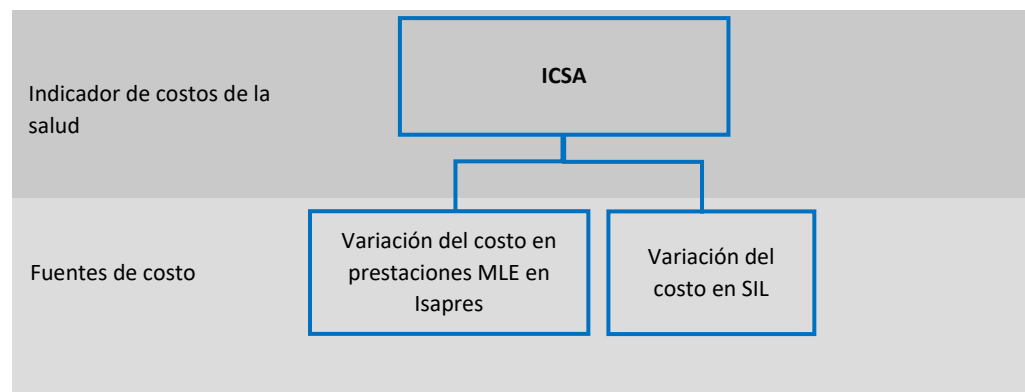 ICSA
Indicador de costos de la
salud
Fuentes de costo
Variación del costo en
prestaciones MLE en
Isapres
Variación del
costo en SIL